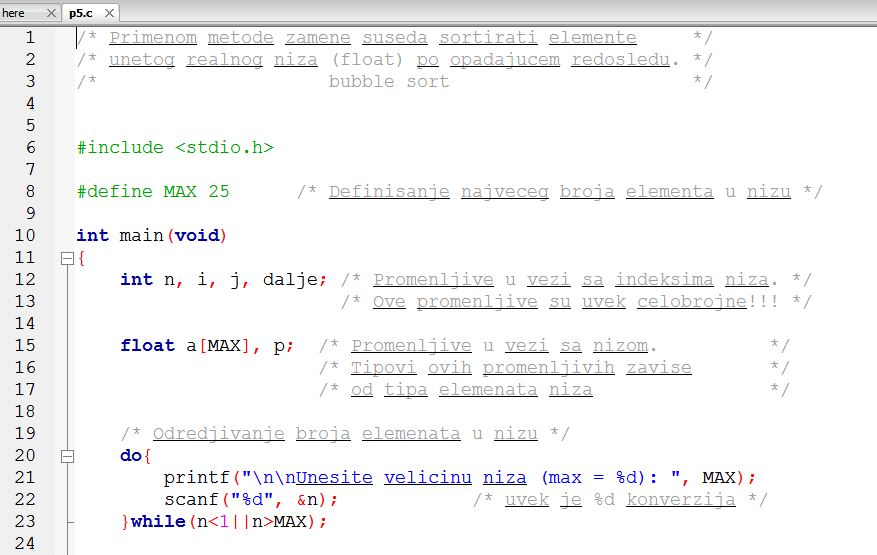 here p5.c
1 /* Primenom metode zamene suseda sortirati elemente */
2 /* unetog realnog niza (float) po opadajucem redosledu. */
3 /* bubble sort */
4
5
6 #include <stdio.h>
7
8 #define MAX 25 /* Definisanje najveceg broja elementa u nizu */
9
10 int main(void)
11 {
12 int n, i, j, dalje; /* Promenljive u vezi sa indeksima niza. */
13 /* Ove promenljive su uvek celobrojne!!! */
14
15 float a[MAX], p; /* Promenljive u vezi sa nizom. */
16 /* Tipovi ovih promenljivih zavise */
17 /* od tipa elemenata niza */
18
19 /* Odredjivanje broja elemenata u nizu */
20 do{
21 printf("\n\nUnesite velicinu niza (max = %d): ", MAX);
22 scanf("%d", &n); /* uvek je %d konverzija */
23 }while(n<1||n>MAX);
24